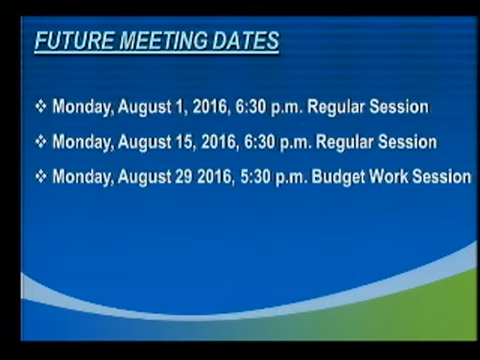 FUTURE MEETING DATES
❖ Monday, August 1, 2016, 6:30 p.m. Regular Session
❖ Monday, August 15, 2016, 6:30 p.m. Regular Session
❖ Monday, August 29 2016, 5:30 p.m. Budget Work Session